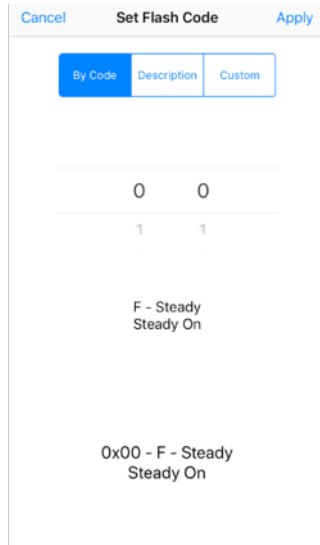 Cancel Set Flash Code Apply
By Code Description Custom
0 0
1 1
F - Steady
Steady On
0x00 - F - Steady
Steady On